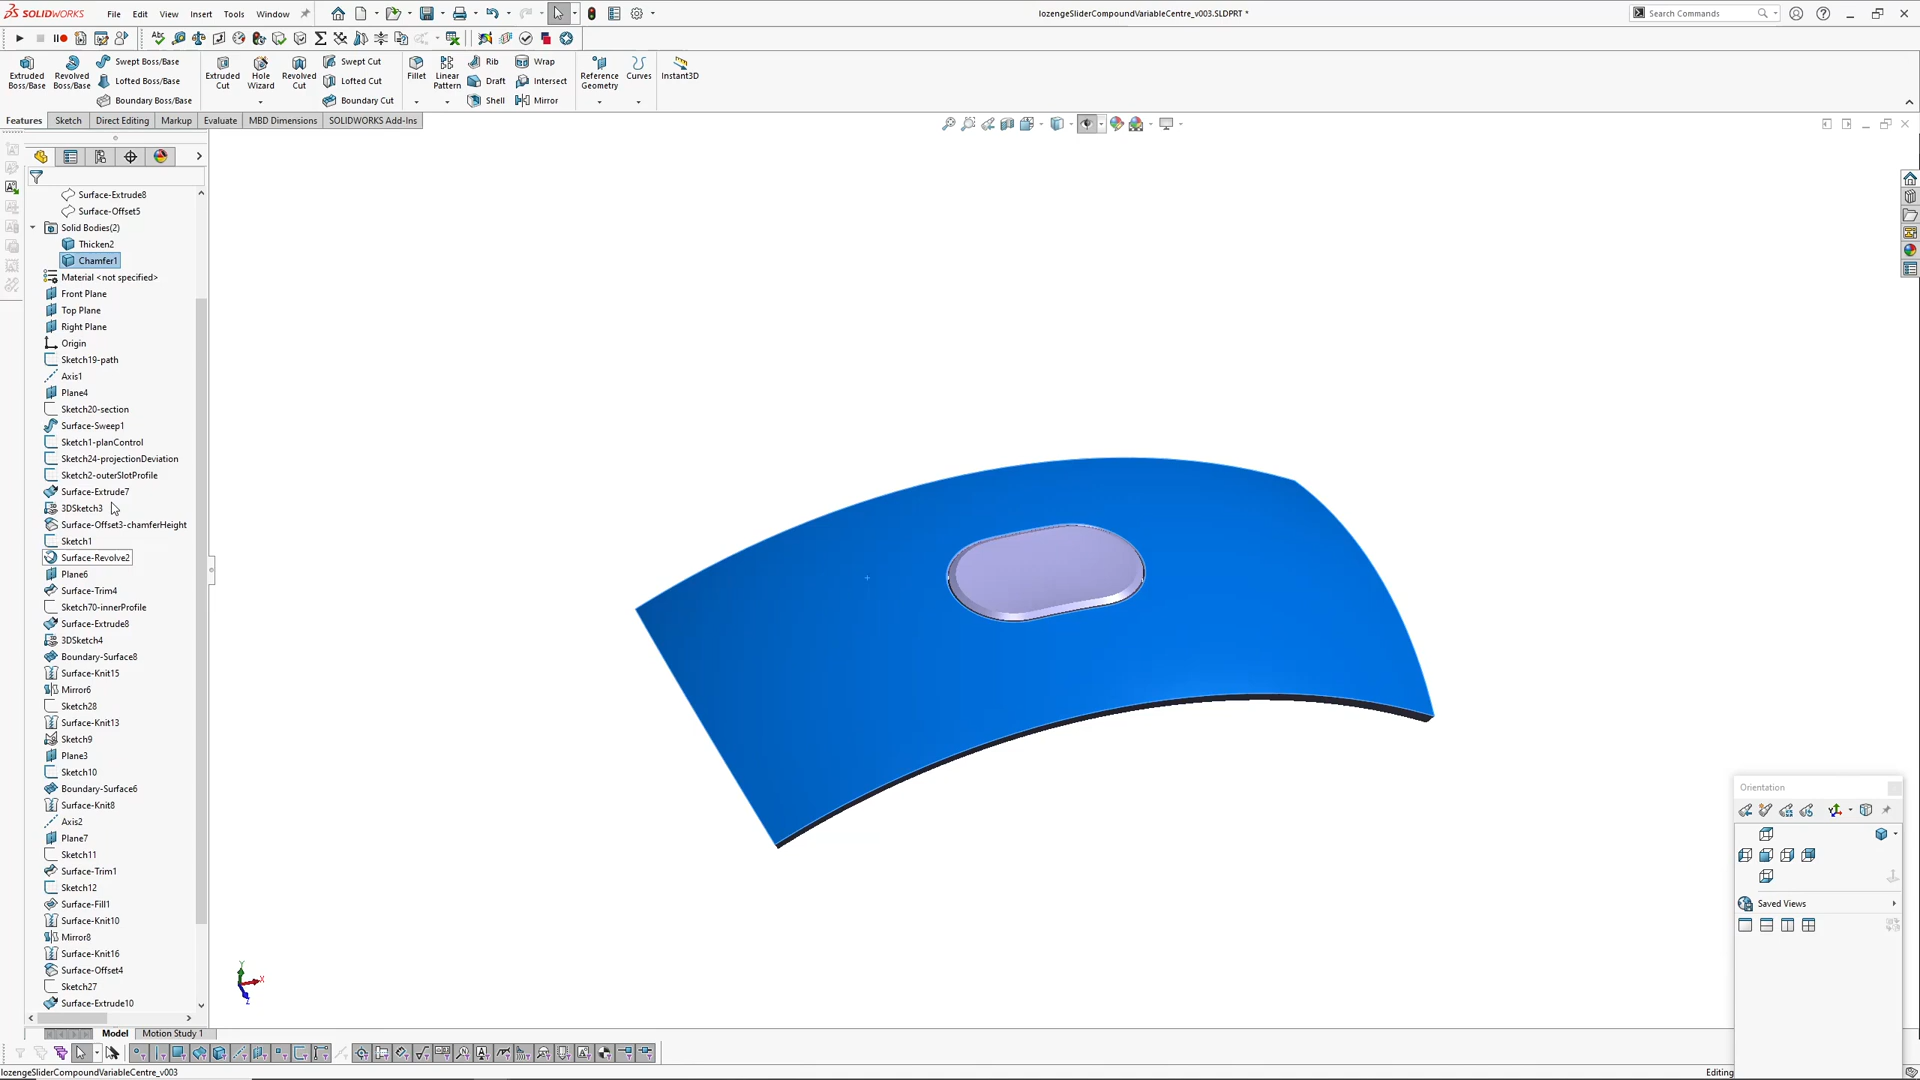 SOLIDWORKS File Edit View Insert Tools Window lozengeSliderCompoundVariableCentre_v003.SLDPRT * Search Commands
Extruded Boss/Base
Revolved Boss/Base
Swept Boss/Base
Lofted Boss/Base
Boundary Boss/Base
Extruded Cut
Hole Wizard
Revolved Cut
Swept Cut
Lofted Cut
Boundary Cut
Fillet
Linear Pattern
Rib
Draft
Shell
Wrap
Intersect
Mirror
Reference Geometry
Curves
Instant3D
Features Sketch Direct Editing Markup Evaluate MBD Dimensions SOLIDWORKS Add-Ins
Surface-Extrude8
Surface-Offset5
Solid Bodies(2)
Thicken2
Chamfer1
Material <not specified>
Front Plane
Top Plane
Right Plane
Origin
Sketch19-path
Axis1
Plane4
Sketch20-section
Surface-Sweep1
Sketch1-planControl
Sketch24-projectionDeviation
Sketch2-outerSlotProfile
Surface-Extrude7
3DSketch3
Surface-Offset3-chamferHeight
Sketch1
Surface-Revolve2
Plane6
Surface-Trim4
Sketch70-innerProfile
Surface-Extrude8
3DSketch4
Boundary-Surface8
Surface-Knit15
Mirror6
Sketch28
Surface-Knit13
Sketch9
Plane3
Sketch10
Boundary-Surface6
Surface-Knit8
Axis2
Plane7
Sketch11
Surface-Trim1
Sketch12
Surface-Fill1
Surface-Knit10
Mirror8
Surface-Knit16
Surface-Offset4
Sketch27
Surface-Extrude10
Orientation
Saved Views
Y
X
Z
Model Motion Study 1
lozengeSliderCompoundVariableCentre_v003
Editing